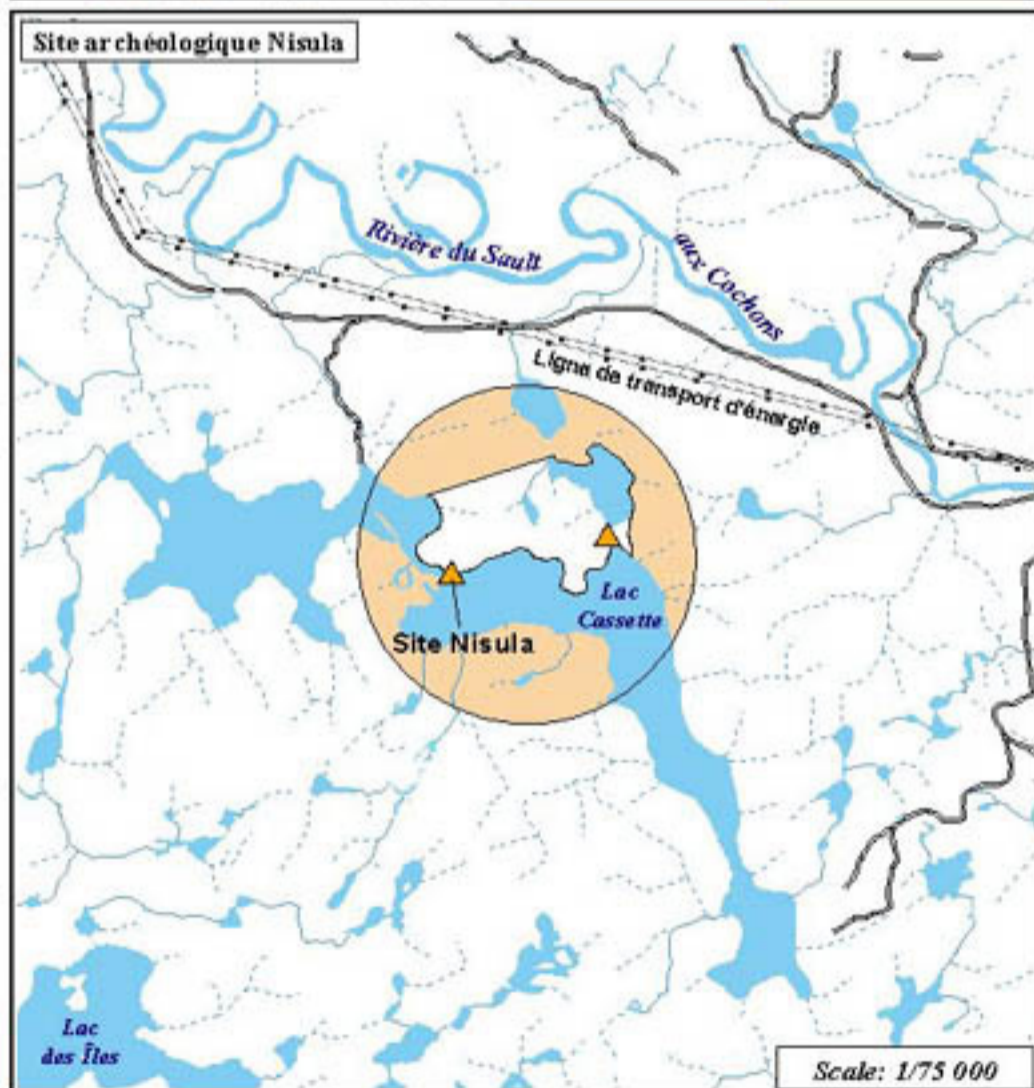 Site archéologique Nisula
Rivière du Sault
aux Cochons
Ligne de transport d'énergie
Lac
Cassette
Site Nisula
Lac
des Îles
Scale: 1/75 000